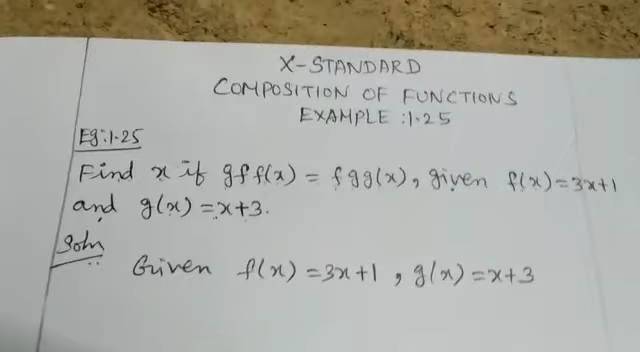 X-STANDARD
COMPOSITION OF FUNCTIONS
EXAMPLE :1.25
Eg:1.25
Find x if gff(x) = fgg(x), given f(x)=3x+1
and g(x)=x+3.
Soln
Given f(x)=3x+1, g(x)=x+3